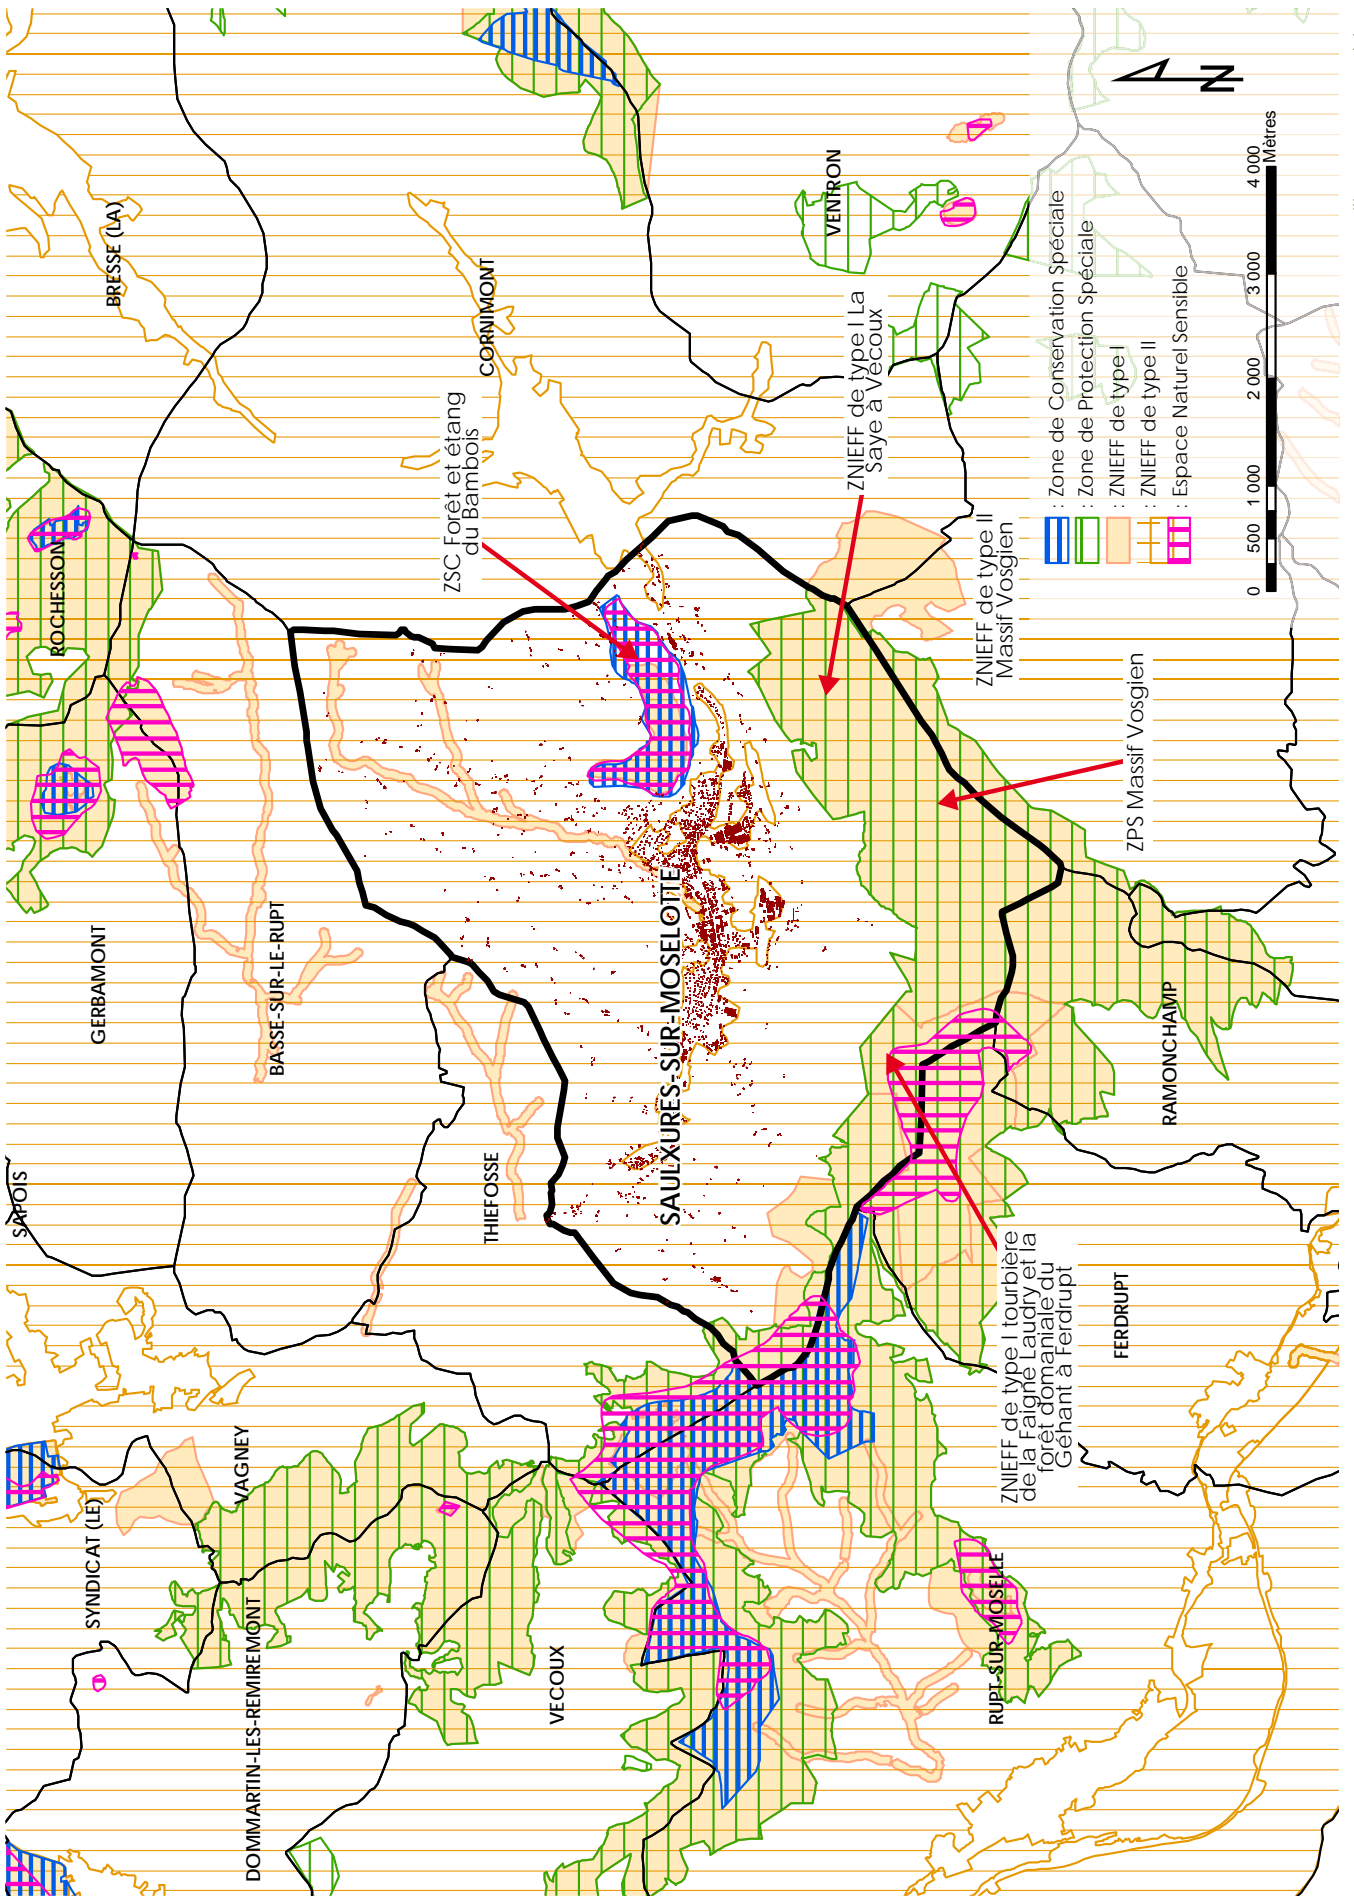 SAPOIS
GERBAMONT
ROCHESSON
BRESSE (LA)
SYNDICAT (LE)
VAGNEY
BASSE-SUR-LE-RUPT
DOMMARTIN-LES-REMIREMONT
THIEFOSSE
CORNIMONT
ZSC Forêt et étang
du Bambois
VECOUX
SAULXURES-SUR-MOSELOTTE
VENTRON
ZNIEFF de type I La
Saye à Vecoux
ZNIEFF de type II
Massif Vosgien
ZPS Massif Vosgien
RUPT-SUR-MOSELLE
ZNIEFF de type I tourbière
de la Faigne Laudry et la
forêt domaniale du
Géhant à Ferdrupt
FERDRUPT
RAMONCHAMP
: Zone de Conservation Spéciale
: Zone de Protection Spéciale
: ZNIEFF de type I
: ZNIEFF de type II
: Espace Naturel Sensible
0 500 1 000 2 000 3 000 4 000
Mètres
N